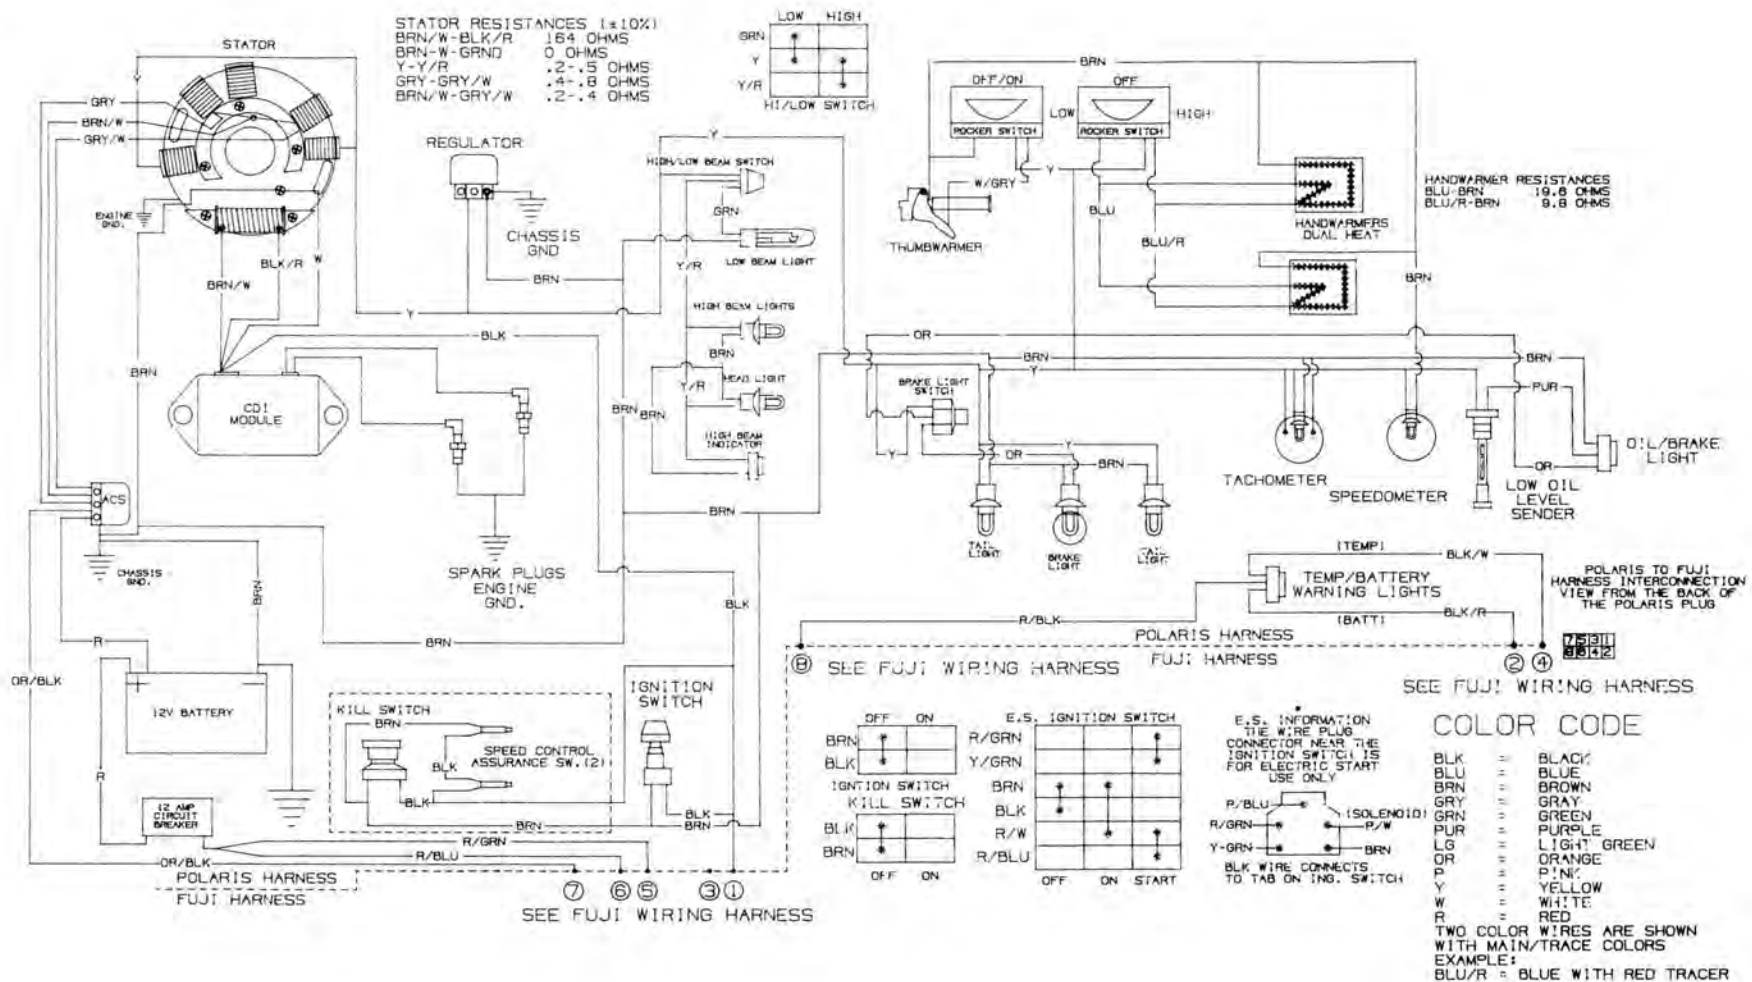 STATOR
STATOR RESISTANCES (±10%)
BRN/W-BLK/R 164 OHMS
BRN-W-GRND 0 OHMS
Y-Y/R .2-.5 OHMS
GRY-GRY/W .4-.8 OHMS
BRN/W-GRY/W .2-.4 OHMS
LOW HIGH
GRN
Y
Y/R
HI/LOW SWITCH
Y
GRY
BRN/W
GRY/W
ENGINE
GND.
BLK/R
W
BRN/W
REGULATOR
CHASSIS
GND
BRN
Y
BLK
BRN
CDI
MODULE
Y
HIGH/LOW BEAM SWITCH
GRN
LOW BEAM LIGHT
Y/R
HIGH BEAM LIGHTS
BRN
HEAD LIGHT
Y/R
BRN
BRN
HIGH BEAM
INDICATOR
BRN
OFF/ON
ROCKER SWITCH
LOW
OFF
HIGH
ROCKER SWITCH
BRN
Y
W/GRY
THUMBWARMER
BLU
BLU/R
HANDWARMERS
DUAL HEAT
HANDWARMER RESISTANCES
BLU-BRN 19.6 OHMS
BLU/R-BRN 9.8 OHMS
BRN
OR
BRN
Y
BRN
PUR
BRAKE LIGHT
SWITCH
Y
OR
Y
BRN
TAIL
LIGHT
BRAKE
LIGHT
TAIL
LIGHT
TACHOMETER
SPEEDOMETER
OR
LOW OIL
LEVEL
SENDER
OIL/BRAKE
LIGHT
ACS
CHASSIS
GND.
BRN
SPARK PLUGS
ENGINE
GND.
BLK
BRN
R
OR/BLK
12V BATTERY
+ -
R
12 AMP
CIRCUIT
BREAKER
OR/BLK
POLARIS HARNESS
FUJI HARNESS
KILL SWITCH
BRN
BLK
SPEED CONTROL
ASSURANCE SW.(2)
BLK
BRN
R/GRN
R/BLU
IGNITION
SWITCH
BLK
BRN
7 6 5 3 1
SEE FUJI WIRING HARNESS
(TEMP)
BLK/W
TEMP/BATTERY
WARNING LIGHTS
BLK/R
(BATT)
R/BLK
POLARIS HARNESS
FUJI HARNESS
8
SEE FUJI WIRING HARNESS
2 4
SEE FUJI WIRING HARNESS
POLARIS TO FUJI
HARNESS INTERCONNECTION
VIEW FROM THE BACK OF
THE POLARIS PLUG
7 5 3 1
8 6 4 2
OFF ON
BRN
BLK
IGNTION SWITCH
KILL SWITCH
BLK
BRN
OFF ON
E.S. IGNITION SWITCH
R/GRN
Y/GRN
BRN
BLK
R/W
R/BLU
OFF ON START
E.S. INFORMATION
THE WIRE PLUG
CONNECTOR NEAR THE
IGNITION SWITCH IS
FOR ELECTRIC START
USE ONLY
R/BLU
(SOLENOID)
R/GRN
R/W
Y-GRN
BRN
BLK WIRE CONNECTS
TO TAB ON ING. SWITCH
COLOR CODE
BLK = BLACK
BLU = BLUE
BRN = BROWN
GRY = GRAY
GRN = GREEN
PUR = PURPLE
LG = LIGHT GREEN
OR = ORANGE
P = PINK
Y = YELLOW
W = WHITE
R = RED
TWO COLOR WIRES ARE SHOWN
WITH MAIN/TRACE COLORS
EXAMPLE:
BLU/R = BLUE WITH RED TRACER